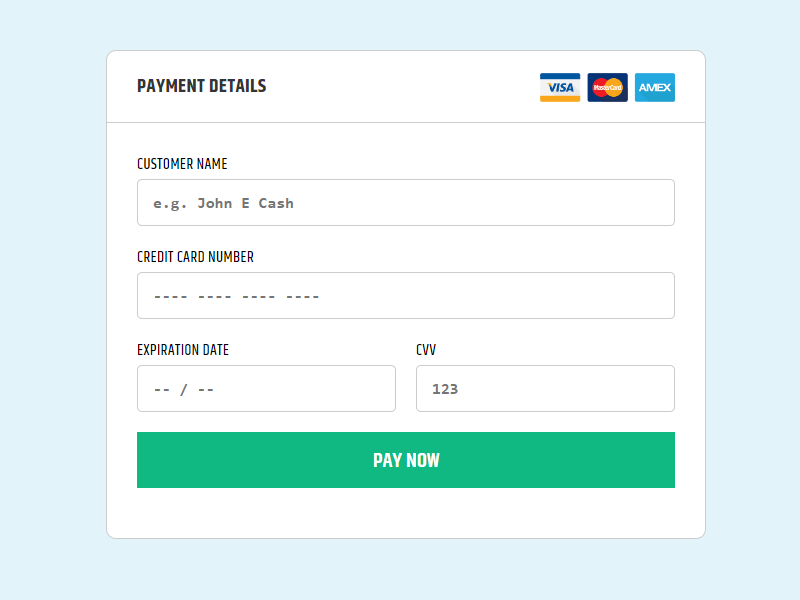 PAYMENT DETAILS
VISA MasterCard AMEX
CUSTOMER NAME
e.g. John E Cash
CREDIT CARD NUMBER
---- ---- ---- ----
EXPIRATION DATE CVV
-- / -- 123
PAY NOW